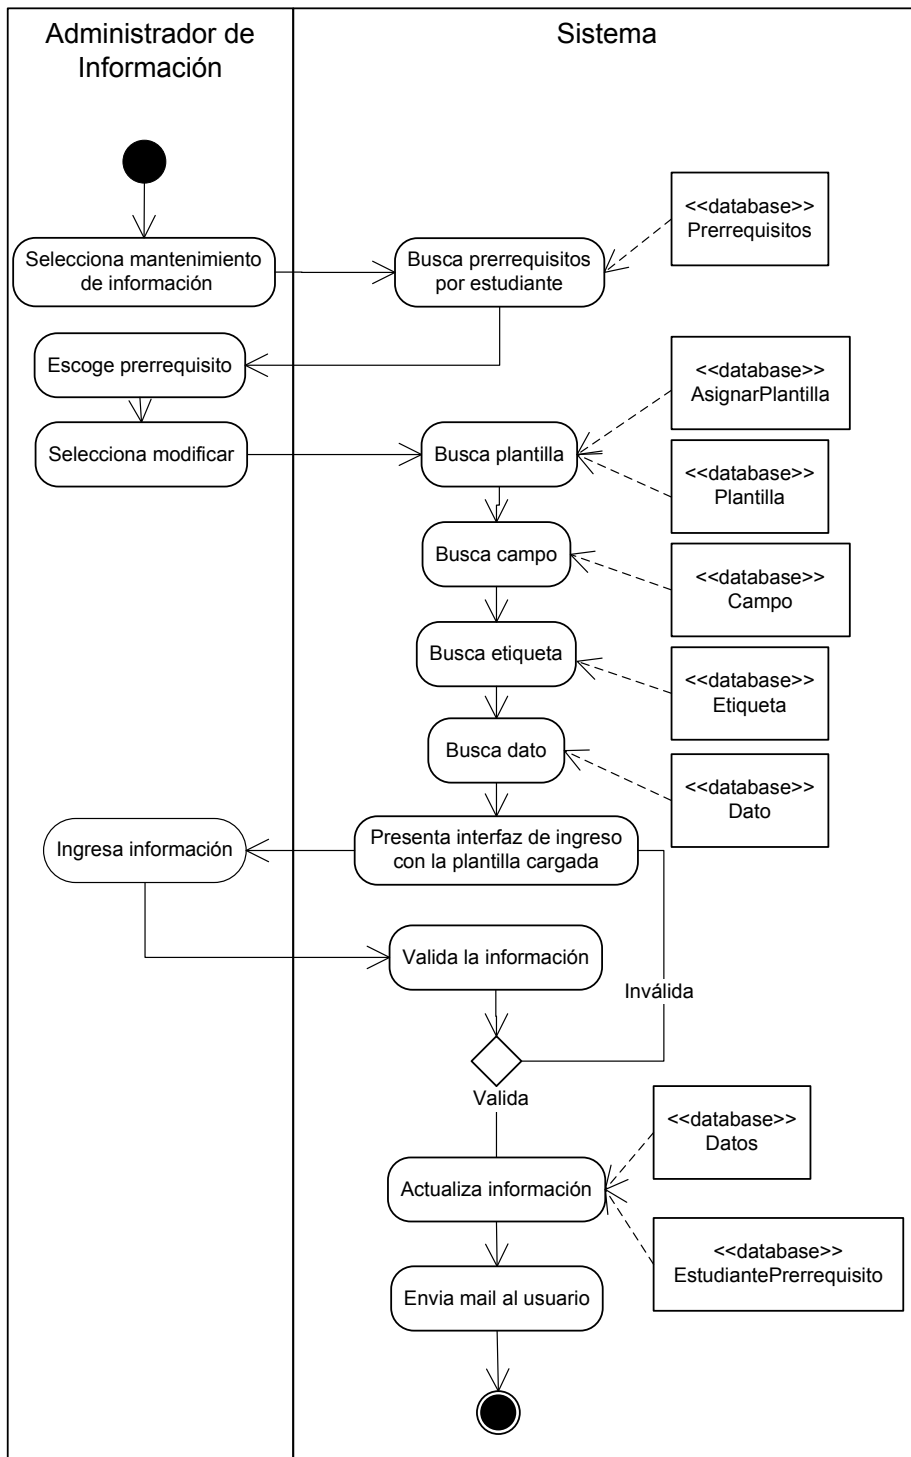 Administrador de
Información
Sistema
<<database>>
Prerrequisitos
Selecciona mantenimiento
de información
Busca prerrequisitos
por estudiante
Escoge prerrequisito
<<database>>
AsignarPlantilla
Selecciona modificar
Busca plantilla
<<database>>
Plantilla
Busca campo
<<database>>
Campo
Busca etiqueta
<<database>>
Etiqueta
Busca dato
<<database>>
Dato
Ingresa información
Presenta interfaz de ingreso
con la plantilla cargada
Valida la información
Inválida
Valida
<<database>>
Datos
Actualiza información
<<database>>
EstudiantePrerrequisito
Envia mail al usuario